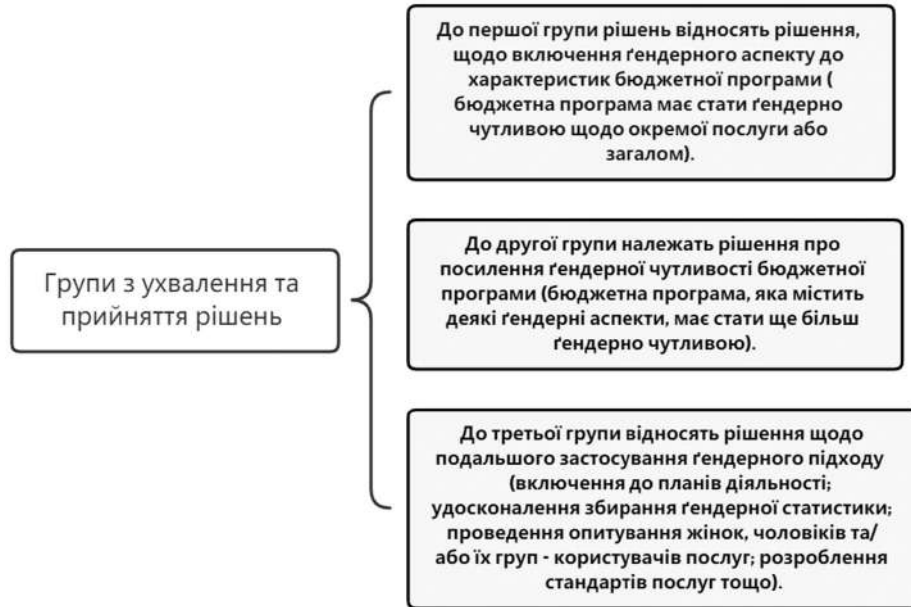 До першої групи рішень відносять рішення,
щодо включення ґендерного аспекту до
характеристик бюджетної програми (
бюджетна програма має стати ґендерно
чутливою щодо окремої послуги або
загалом).
Групи з ухвалення та
прийняття рішень
До другої групи належать рішення про
посилення ґендерної чутливості бюджетної
програми (бюджетна програма, яка містить
деякі ґендерні аспекти, має стати ще більш
ґендерно чутливою).
До третьої групи відносять рішення щодо
подальшого застосування ґендерного підходу
(включення до планів діяльності;
удосконалення збирання ґендерної статистики;
проведення опитування жінок, чоловіків та/
або їх груп - користувачів послуг; розроблення
стандартів послуг тощо).